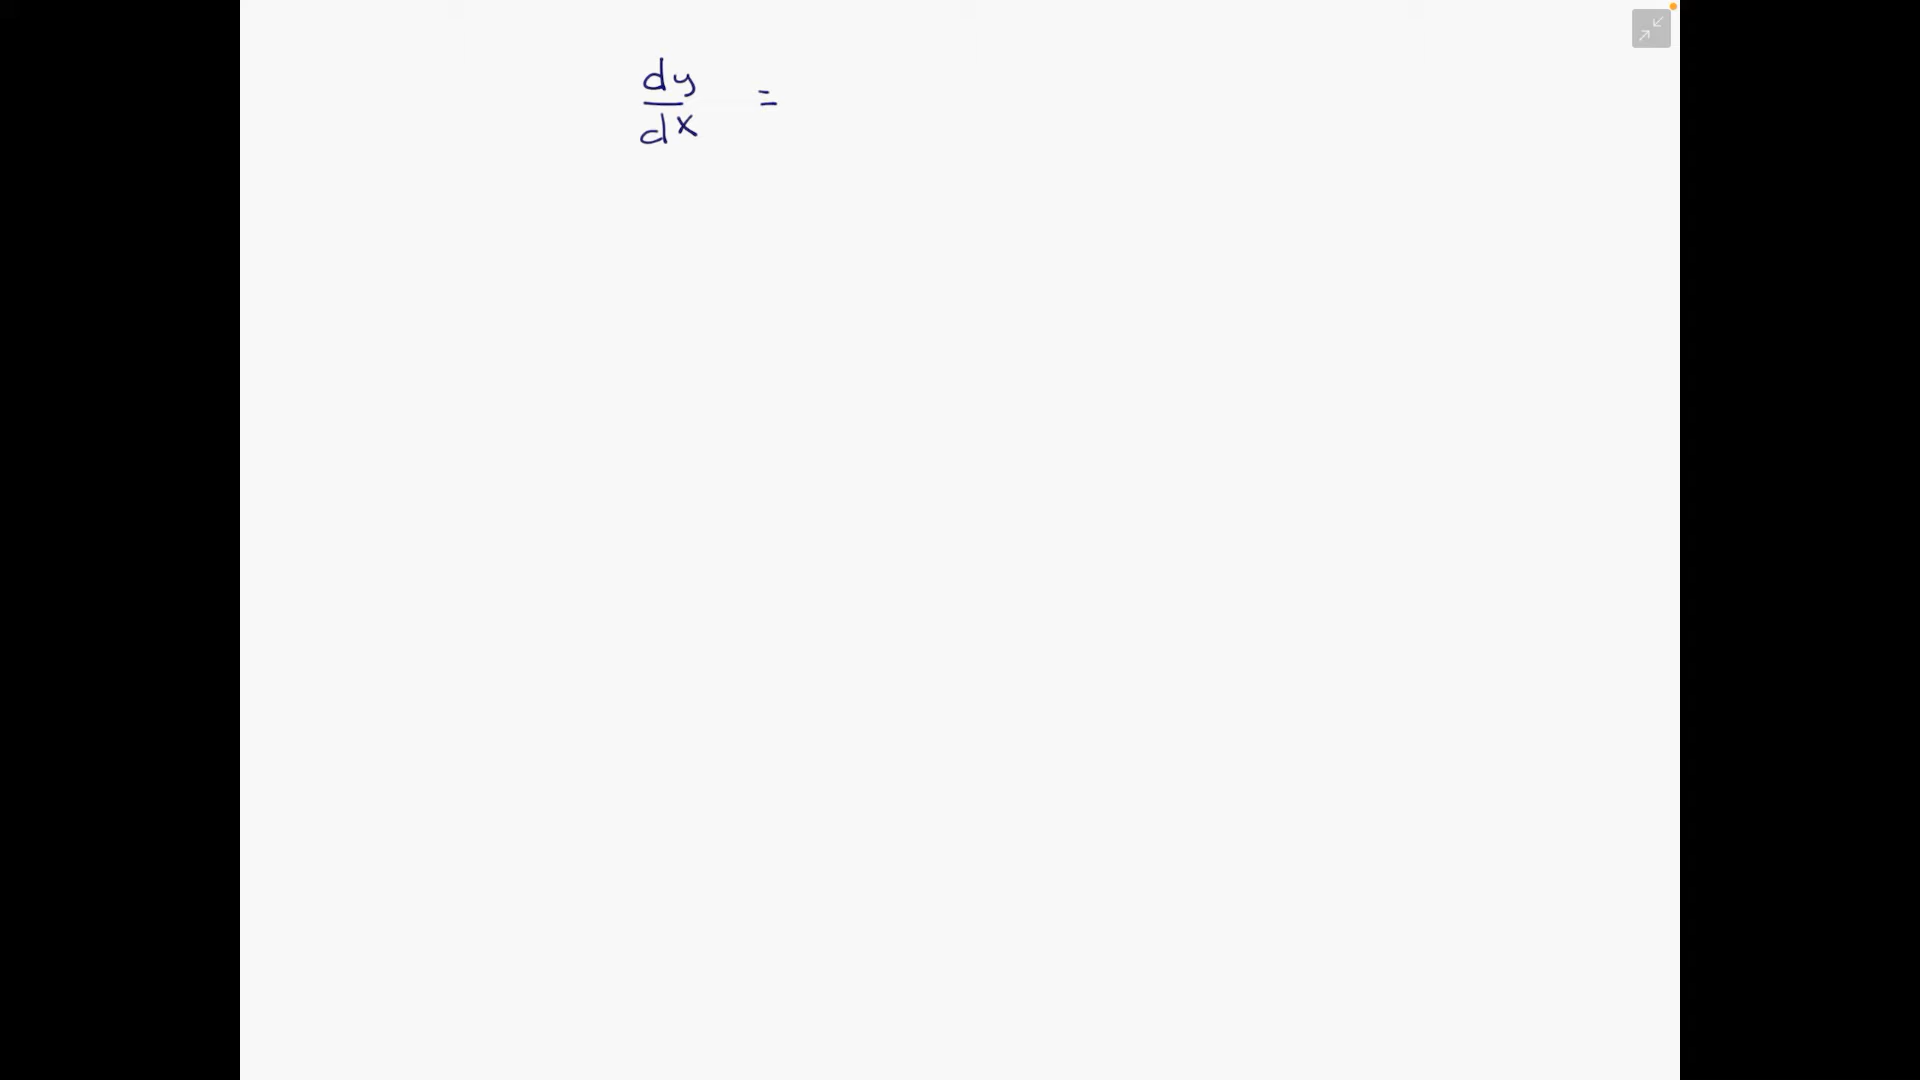 dy/dx =